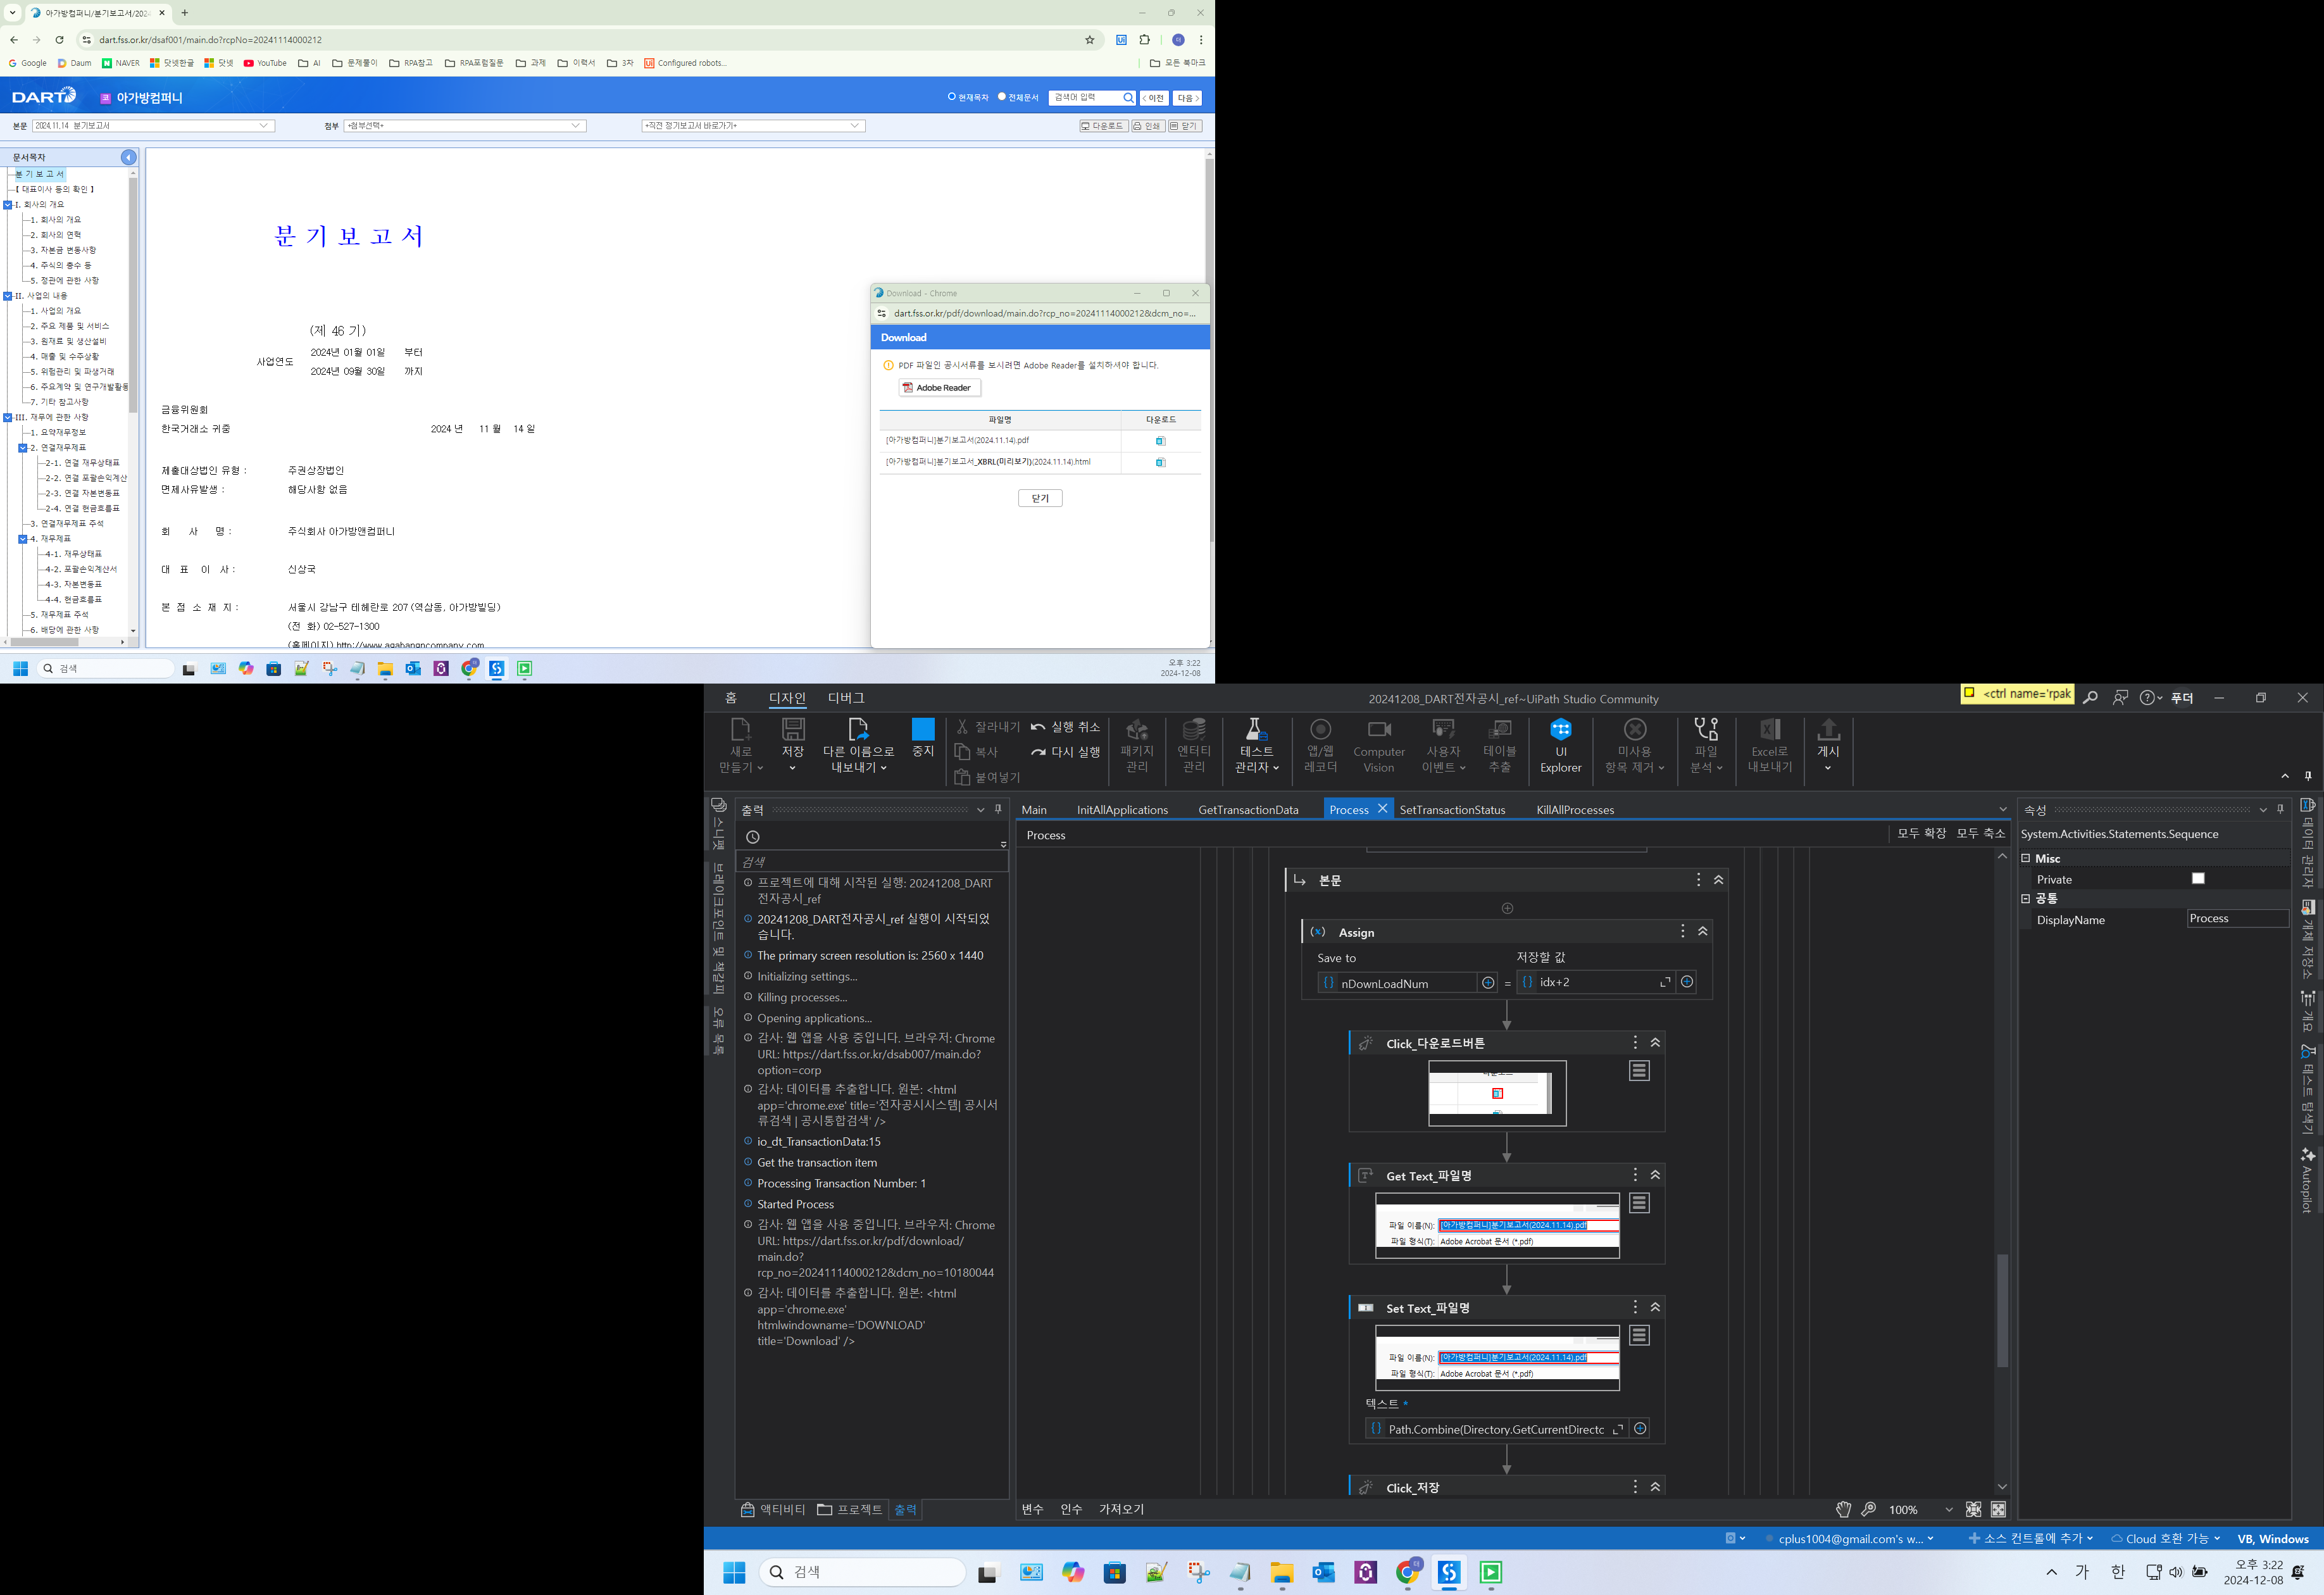 아가방컴퍼니/분기보고서/202
dart.fss.or.kr/dsaf001/main.do?rcpNo=20241114000212
Google Daum NAVER 닷넷한글 닷넷 YouTube AI 문제풀이 RPA참고 RPA포럼질문 과제 이력서 3차 Configured robots... 모든 북마크
DART 아가방컴퍼니 현재목차 전체문서 검색어 입력 이전 다음
본문 2024.11.14 분기보고서 첨부 +첨부선택+ +직전 정기보고서 바로가기+ 다운로드 인쇄 닫기
문서목차
분 기 보 고 서
【 대표이사 등의 확인 】
I. 회사의 개요
1. 회사의 개요
2. 회사의 연혁
3. 자본금 변동사항
4. 주식의 총수 등
5. 정관에 관한 사항
II. 사업의 내용
1. 사업의 개요
2. 주요 제품 및 서비스
3. 원재료 및 생산설비
4. 매출 및 수주상황
5. 위험관리 및 파생거래
6. 주요계약 및 연구개발활동
7. 기타 참고사항
III. 재무에 관한 사항
1. 요약재무정보
2. 연결재무제표
2-1. 연결 재무상태표
2-2. 연결 포괄손익계산
2-3. 연결 자본변동표
2-4. 연결 현금흐름표
3. 연결재무제표 주석
4. 재무제표
4-1. 재무상태표
4-2. 포괄손익계산서
4-3. 자본변동표
4-4. 현금흐름표
5. 재무제표 주석
6. 배당에 관한 사항
분 기 보 고 서
(제 46 기)
사업연도 2024년 01월 01일 부터
2024년 09월 30일 까지
금융위원회
한국거래소 귀중 2024 년 11 월 14 일
제출대상법인 유형 : 주권상장법인
면제사유발생 : 해당사항 없음
회 사 명 : 주식회사 아가방앤컴퍼니
대 표 이 사 : 신상국
본 점 소 재 지 : 서울시 강남구 테헤란로 207 (역삼동, 아가방빌딩)
(전 화) 02-527-1300
(홈페이지) http://www.agabangncompany.com
Download - Chrome
dart.fss.or.kr/pdf/download/main.do?rcp_no=20241114000212&dcm_no=...
Download
PDF 파일인 공시서류를 보시려면 Adobe Reader를 설치하셔야 합니다.
Adobe Reader
파일명 다운로드
[아가방컴퍼니]분기보고서(2024.11.14).pdf
[아가방컴퍼니]분기보고서_XBRL(미리보기)(2024.11.14).html
닫기
검색
오후 3:22
2024-12-08
홈 디자인 디버그 20241208_DART전자공시_ref~UiPath Studio Community <ctrl name='rpak 푸더
새로 만들기 저장 다른 이름으로 내보내기 중지 잘라내기 복사 붙여넣기 실행 취소 다시 실행 패키지 관리 엔터티 관리 테스트 관리자 앱/웹 레코더 Computer Vision 사용자 이벤트 테이블 추출 UI Explorer 미사용 항목 제거 파일 분석 Excel로 내보내기 게시
스니펫
브레이크포인트 및 책갈피
오류 목록
출력
검색
프로젝트에 대해 시작된 실행: 20241208_DART
전자공시_ref
20241208_DART전자공시_ref 실행이 시작되었
습니다.
The primary screen resolution is: 2560 x 1440
Initializing settings...
Killing processes...
Opening applications...
감사: 웹 앱을 사용 중입니다. 브라우저: Chrome
URL: https://dart.fss.or.kr/dsab007/main.do?
option=corp
감사: 데이터를 추출합니다. 원본: <html
app='chrome.exe' title='전자공시시스템| 공시서
류검색 | 공시통합검색' />
io_dt_TransactionData:15
Get the transaction item
Processing Transaction Number: 1
Started Process
감사: 웹 앱을 사용 중입니다. 브라우저: Chrome
URL: https://dart.fss.or.kr/pdf/download/
main.do?
rcp_no=20241114000212&dcm_no=10180044
감사: 데이터를 추출합니다. 원본: <html
app='chrome.exe'
htmlwindowname='DOWNLOAD'
title='Download' />
액티비티 프로젝트 출력
Main InitAllApplications GetTransactionData Process SetTransactionStatus KillAllProcesses
Process 모두 확장 모두 축소
본문
Assign
Save to 저장할 값
nDownLoadNum = idx+2
Click_다운로드버튼
Get Text_파일명
파일 이름(N): [아가방컴퍼니]분기보고서(2024.11.14).pdf
파일 형식(T): Adobe Acrobat 문서 (*.pdf)
Set Text_파일명
파일 이름(N): [아가방컴퍼니]분기보고서(2024.11.14).pdf
파일 형식(T): Adobe Acrobat 문서 (*.pdf)
텍스트 *
Path.Combine(Directory.GetCurrentDirectc
Click_저장
변수 인수 가져오기 100%
속성
System.Activities.Statements.Sequence
Misc
Private
공통
DisplayName Process
데이터 관리자
개체 저장소
개요
테스트 탐색기
Autopilot
cplus1004@gmail.com's w... 소스 컨트롤에 추가 Cloud 호환 가능 VB, Windows
검색
가 한 오후 3:22
2024-12-08